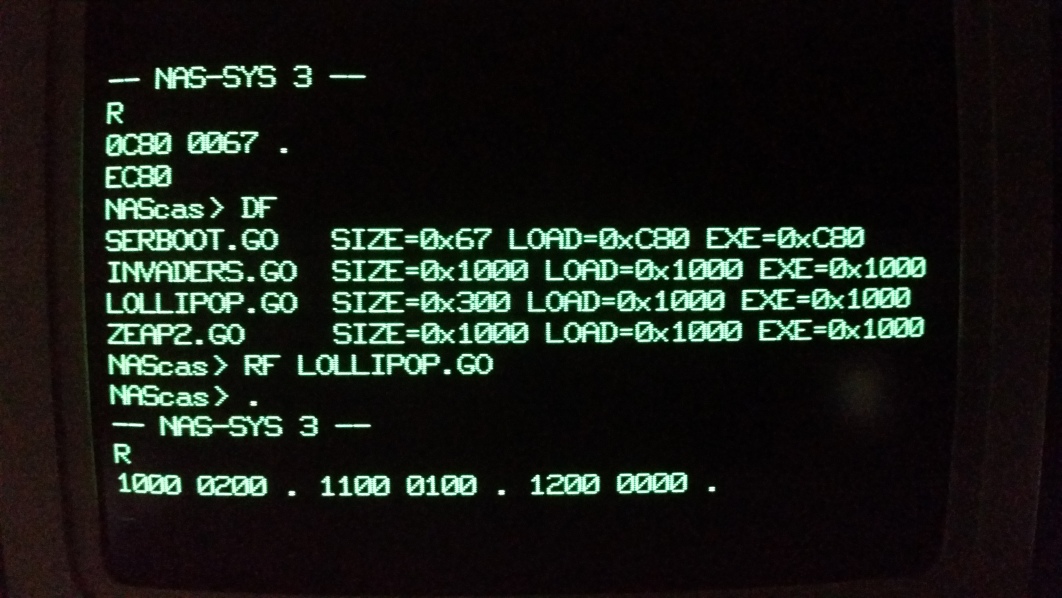 -- NAS-SYS 3 --
R
0C80 0067 .
EC80
NAScas> DF
SERBOOT.GO   SIZE=0x67 LOAD=0xC80 EXE=0xC80
INVADERS.GO  SIZE=0x1000 LOAD=0x1000 EXE=0x1000
LOLLIPOP.GO  SIZE=0x300 LOAD=0x1000 EXE=0x1000
ZEAP2.GO     SIZE=0x1000 LOAD=0x1000 EXE=0x1000
NAScas> RF LOLLIPOP.GO
NAScas> .
-- NAS-SYS 3 --
R
1000 0200 . 1100 0100 . 1200 0000 .